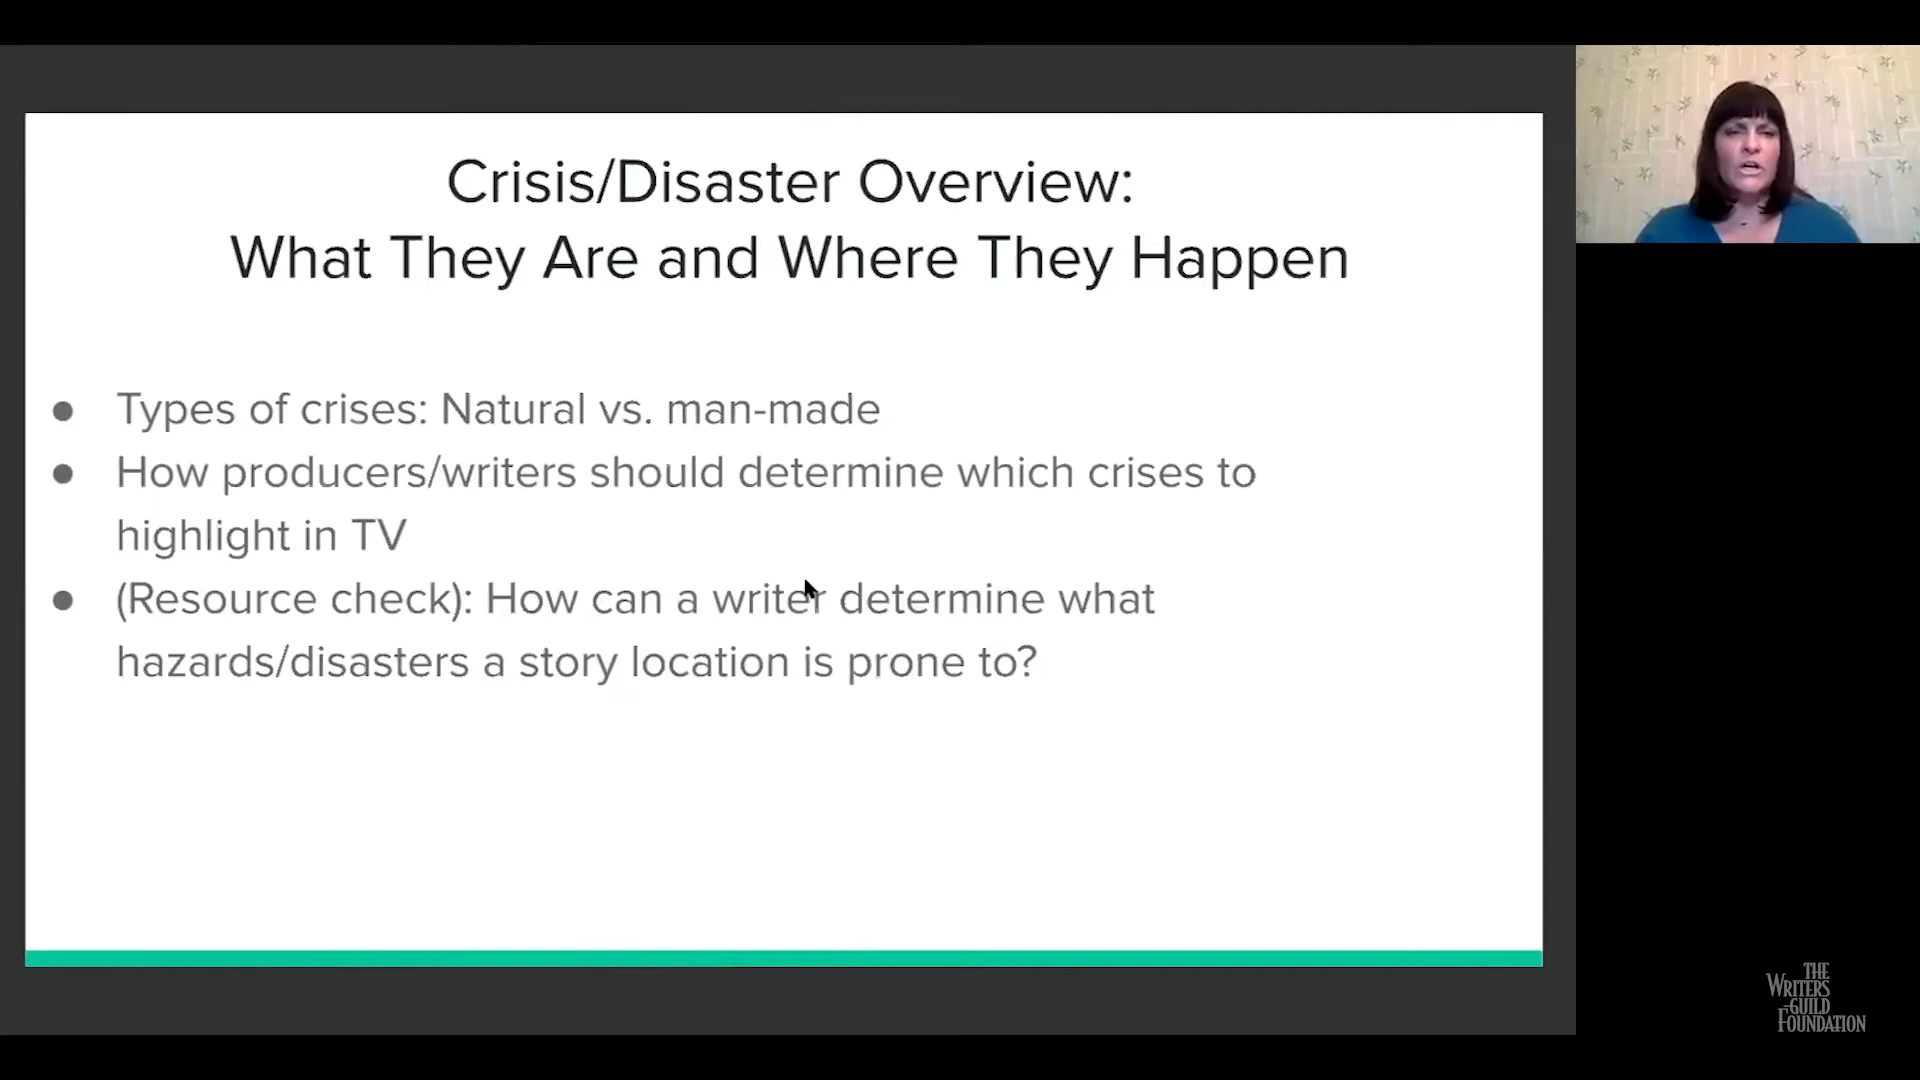 Crisis/Disaster Overview:
What They Are and Where They Happen
● Types of crises: Natural vs. man-made
● How producers/writers should determine which crises to
highlight in TV
● (Resource check): How can a writer determine what
hazards/disasters a story location is prone to?
THE
WRITERS
GUILD
FOUNDATION